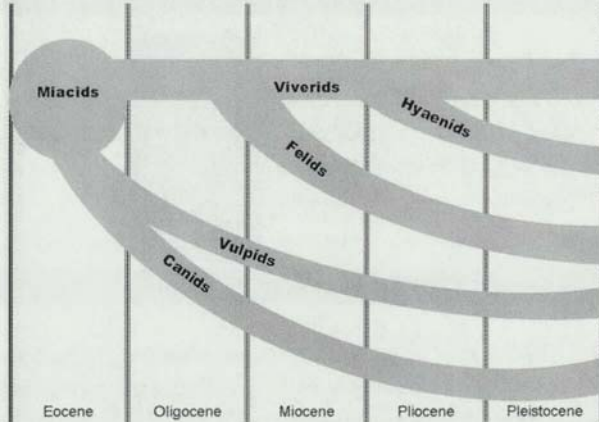 Miacids
Viverids
Hyaenids
Felids
Vulpids
Canids
Eocene
Oligocene
Miocene
Pliocene
Pleistocene